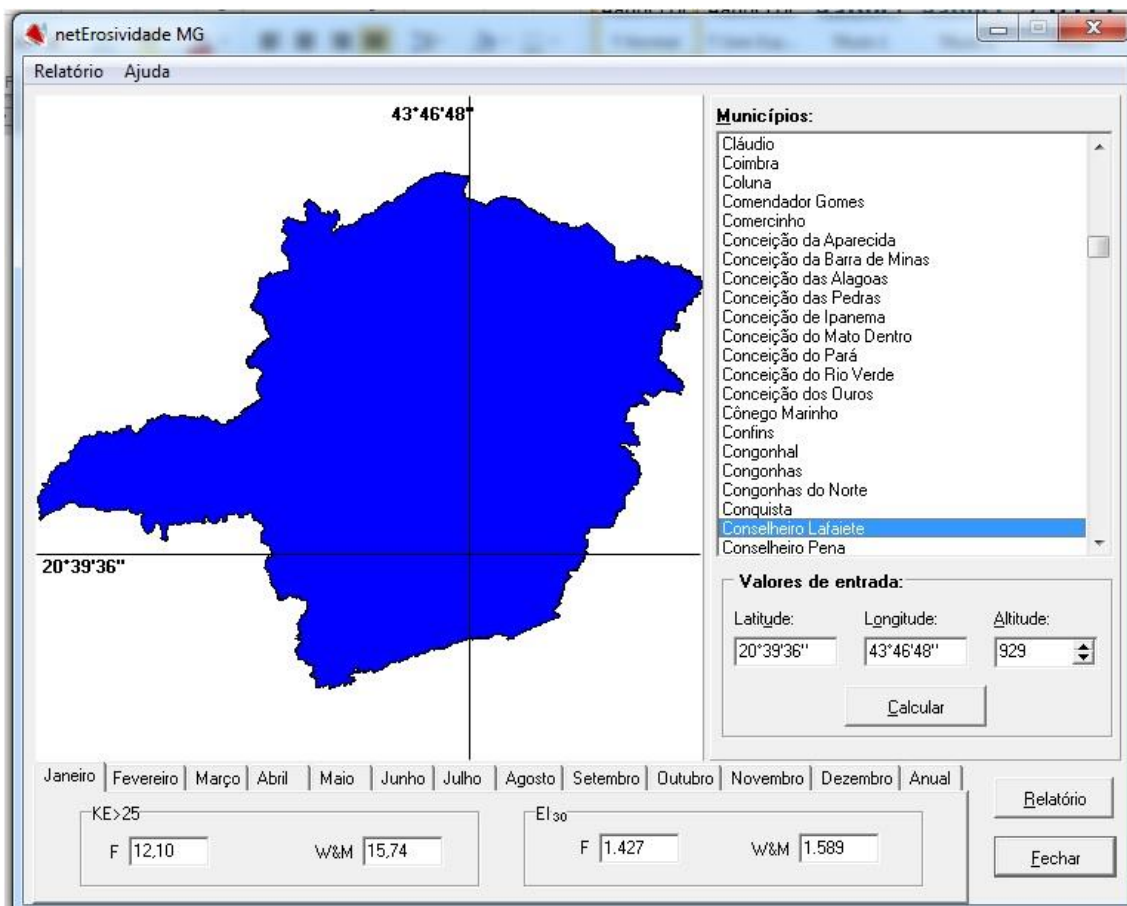 netErosividade MG
Relatório Ajuda
43°46'48"
20°39'36"
Municípios:
Cláudio
Coimbra
Coluna
Comendador Gomes
Comercinho
Conceição da Aparecida
Conceição da Barra de Minas
Conceição das Alagoas
Conceição das Pedras
Conceição de Ipanema
Conceição do Mato Dentro
Conceição do Pará
Conceição do Rio Verde
Conceição dos Ouros
Cônego Marinho
Confins
Congonhal
Congonhas
Congonhas do Norte
Conquista
Conselheiro Lafaiete
Conselheiro Pena
Valores de entrada:
Latitude: Longitude: Altitude:
20°39'36'' 43°46'48'' 929
Calcular
Janeiro Fevereiro Março Abril Maio Junho Julho Agosto Setembro Outubro Novembro Dezembro Anual
KE>25
F 12,10 W&M 15,74
EI30
F 1.427 W&M 1.589
Relatório
Fechar